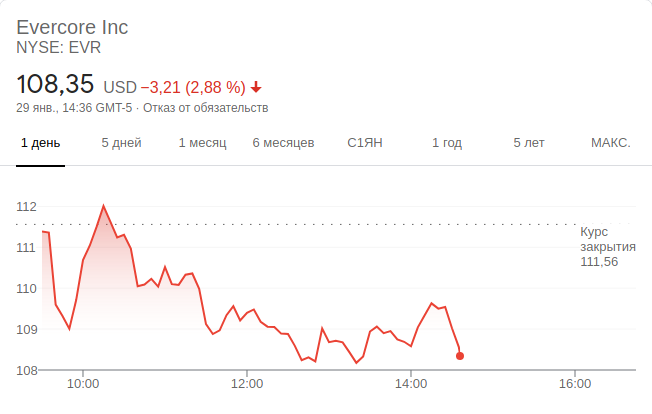 Evercore Inc
NYSE: EVR
108,35 USD −3,21 (2,88 %)
29 янв., 14:36 GMT-5 · Отказ от обязательств
1 день 5 дней 1 месяц 6 месяцев С1ЯН 1 год 5 лет МАКС.
112
Курс
закрытия
111,56
111
110
109
108
10:00 12:00 14:00 16:00